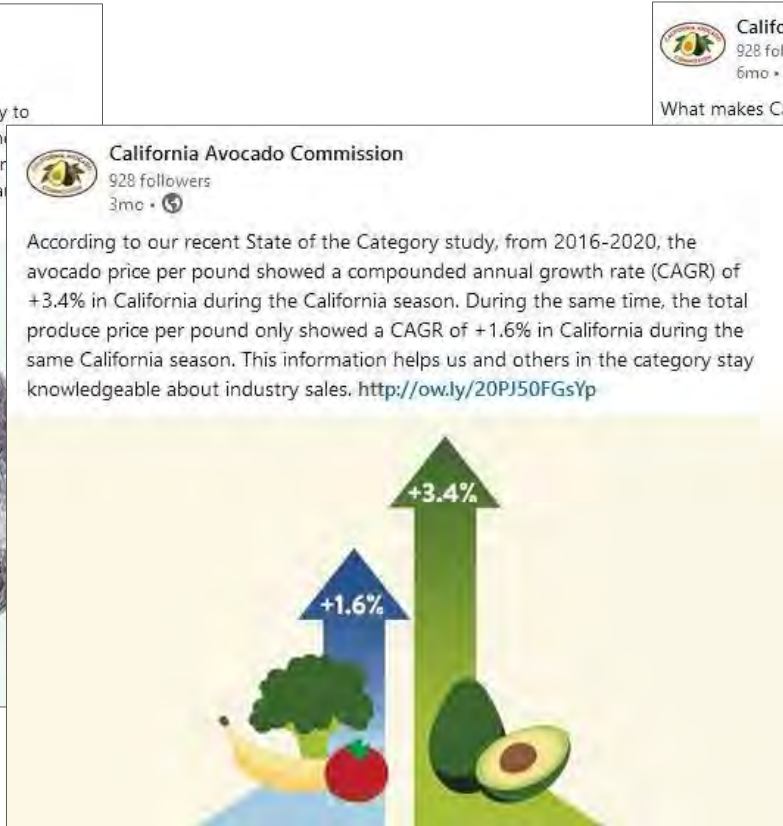 y to
Califo
928 fol
6mo •
What makes Ca
California Avocado Commission
928 followers
3mo •
According to our recent State of the Category study, from 2016-2020, the
avocado price per pound showed a compounded annual growth rate (CAGR) of
+3.4% in California during the California season. During the same time, the total
produce price per pound only showed a CAGR of +1.6% in California during the
same California season. This information helps us and others in the category stay
knowledgeable about industry sales. http://ow.ly/20PJ50FGsYp
+3.4%
+1.6%